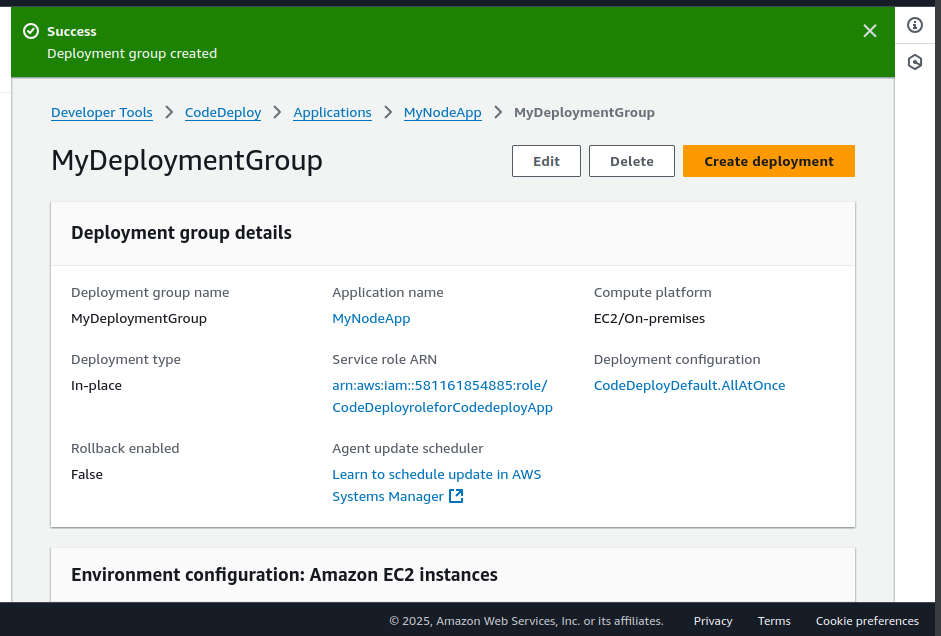 Success
Deployment group created
Developer Tools > CodeDeploy > Applications > MyNodeApp > MyDeploymentGroup
MyDeploymentGroup
Edit
Delete
Create deployment
Deployment group details
Deployment group name
Application name
Compute platform
MyDeploymentGroup
MyNodeApp
EC2/On-premises
Deployment type
Service role ARN
Deployment configuration
In-place
arn:aws:iam::581161854885:role/
CodeDeployroleforCodedeployApp
CodeDeployDefault.AllAtOnce
Rollback enabled
Agent update scheduler
False
Learn to schedule update in AWS
Systems Manager
Environment configuration: Amazon EC2 instances
© 2025, Amazon Web Services, Inc. or its affiliates.
Privacy
Terms
Cookie preferences